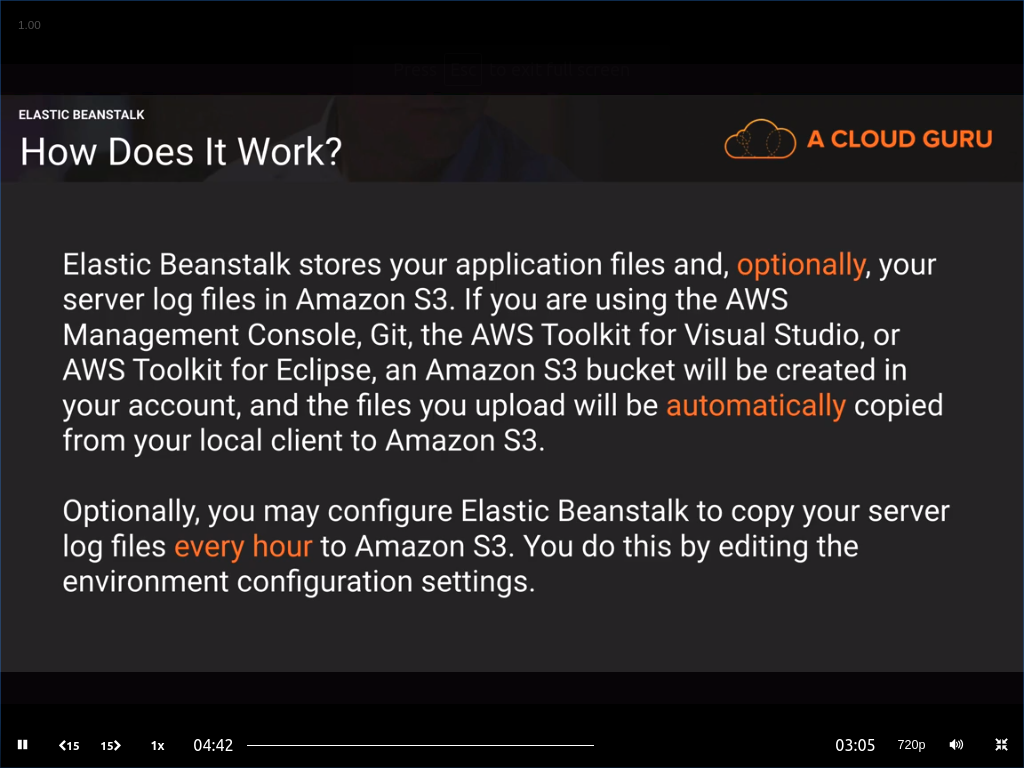 1.00
Press Esc to exit full screen
ELASTIC BEANSTALK
How Does It Work?
A CLOUD GURU
Elastic Beanstalk stores your application files and, optionally, your
server log files in Amazon S3. If you are using the AWS
Management Console, Git, the AWS Toolkit for Visual Studio, or
AWS Toolkit for Eclipse, an Amazon S3 bucket will be created in
your account, and the files you upload will be automatically copied
from your local client to Amazon S3.
Optionally, you may configure Elastic Beanstalk to copy your server
log files every hour to Amazon S3. You do this by editing the
environment configuration settings.
15 15 1x 04:42 03:05 720p